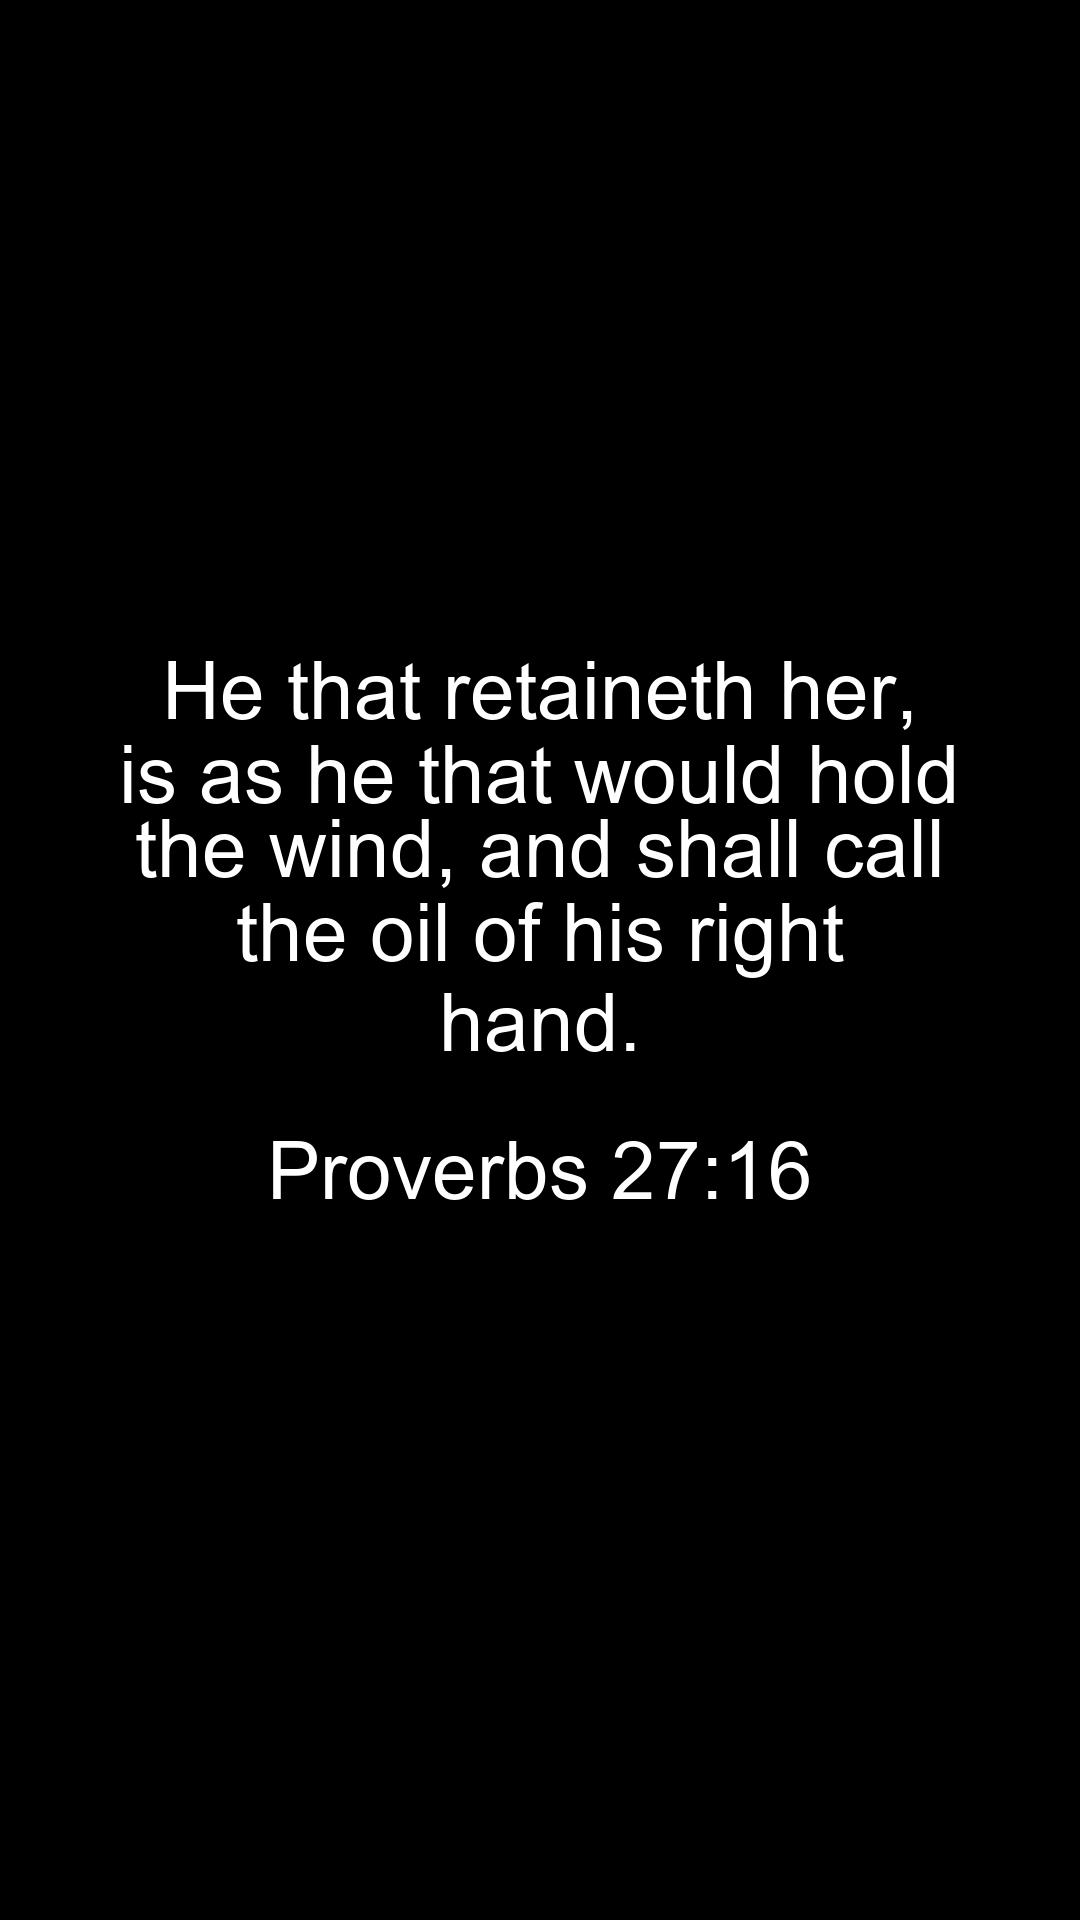 He that retaineth her,
is as he that would hold
the wind, and shall call
the oil of his right
hand.
Proverbs 27:16